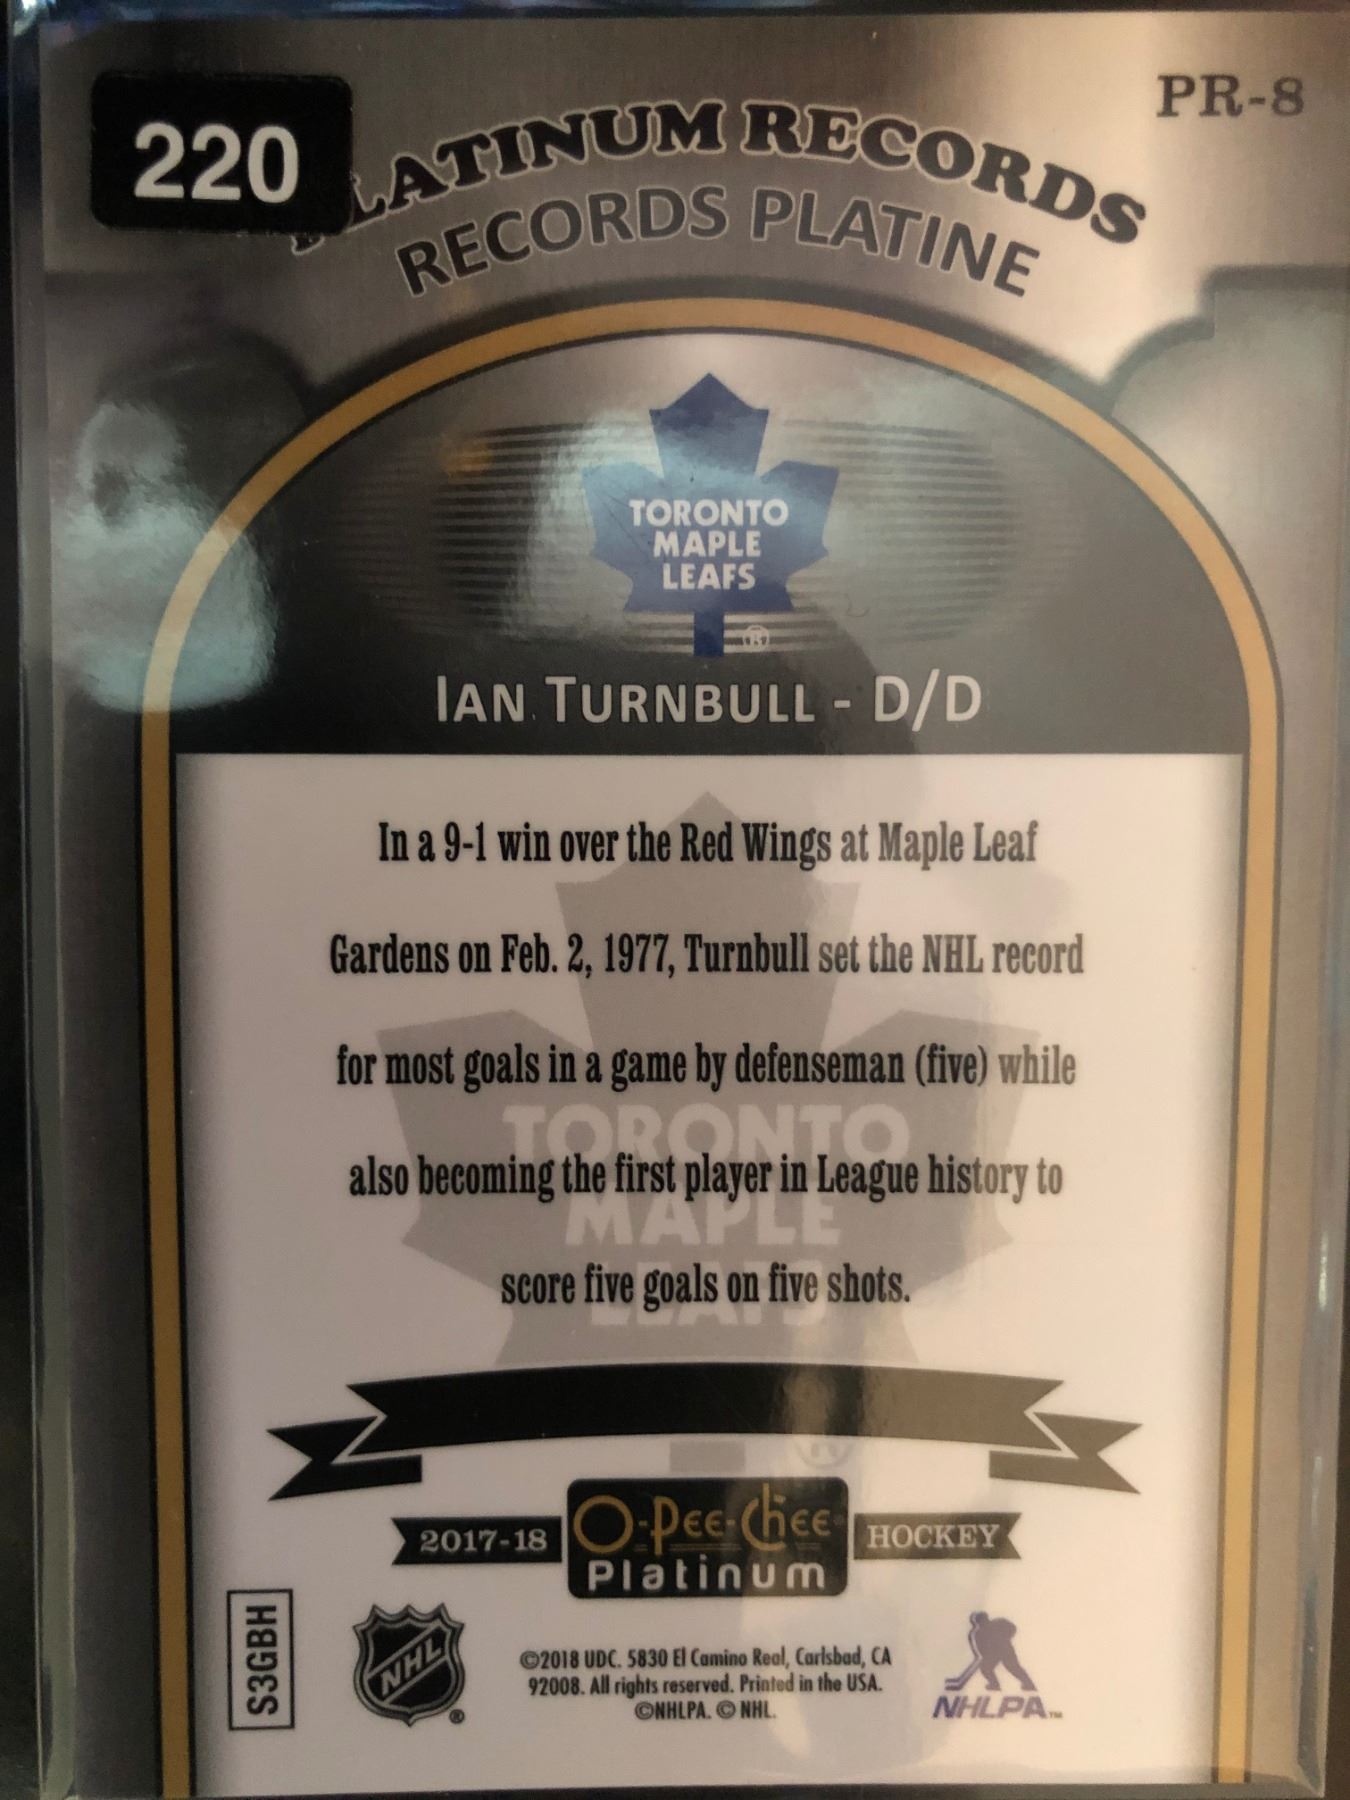 PR-8
220
PLATINUM RECORDS
RECORDS PLATINE
TORONTO
MAPLE
LEAFS
®
IAN TURNBULL - D/D
In a 9-1 win over the Red Wings at Maple Leaf
Gardens on Feb. 2, 1977, Turnbull set the NHL record
for most goals in a game by defenseman (five) while
also becoming the first player in League history to
score five goals on five shots.
TORONTO
MAPLE
LEAFS
®
2017-18
O-Pee-Chee
Platinum
HOCKEY
S3GBH
NHL
®
©2018 UDC. 5830 El Camino Real, Carlsbad, CA
92008. All rights reserved. Printed in the USA.
©NHLPA. © NHL.
NHLPA™